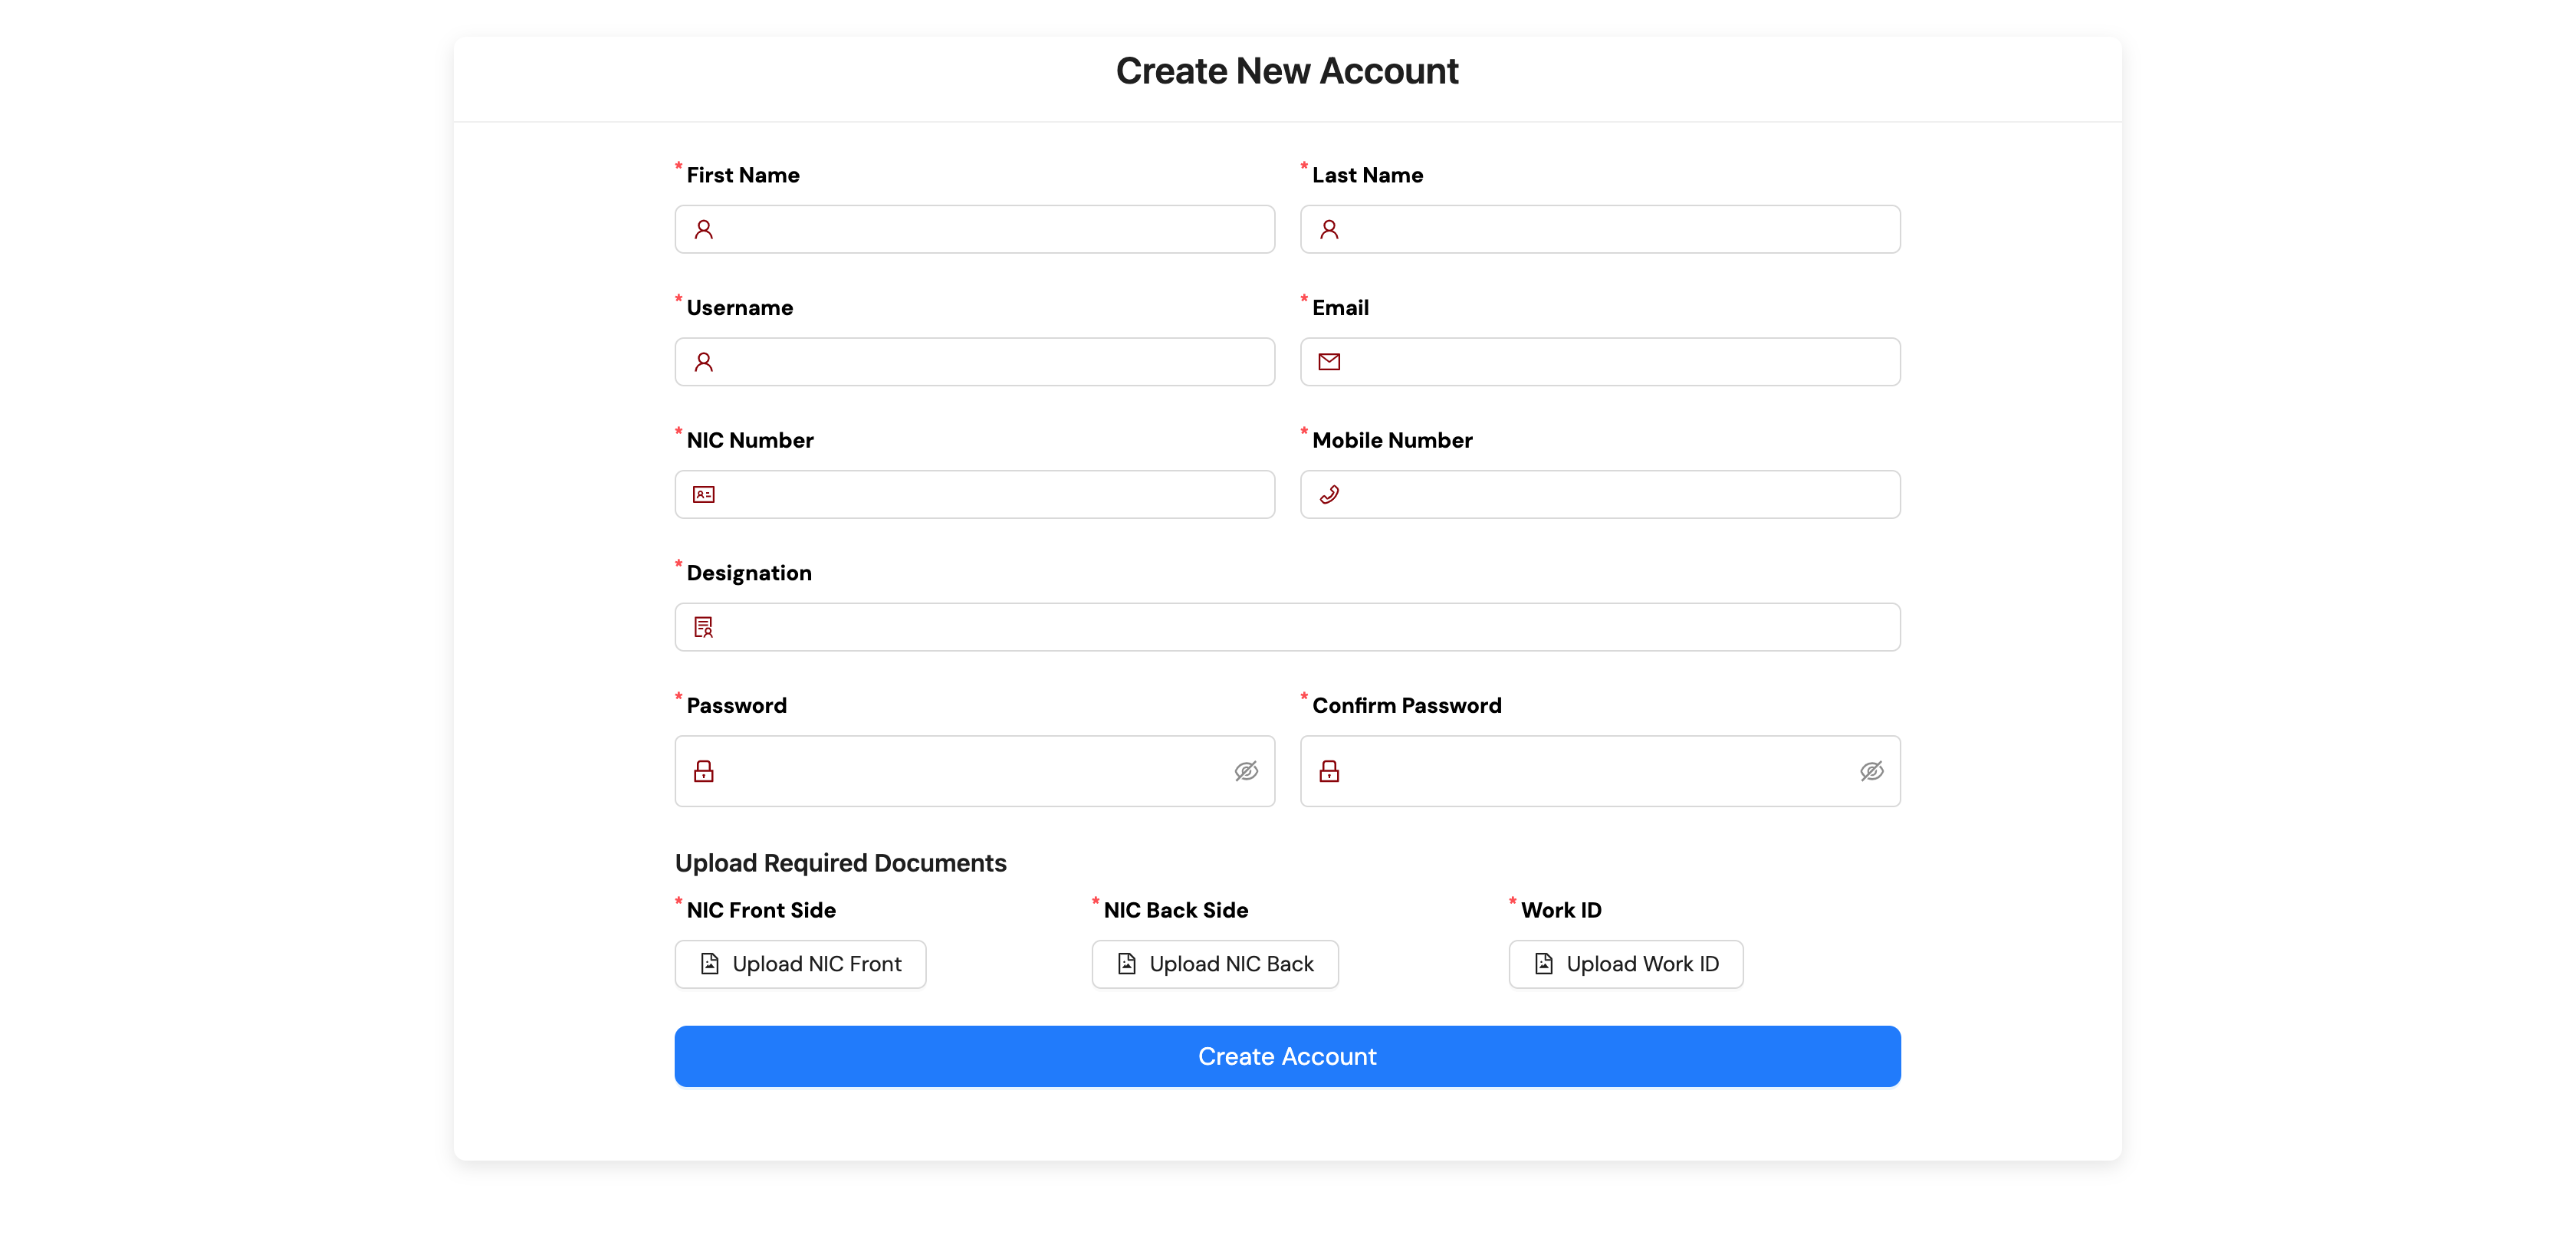 Create New Account
* First Name
* Last Name
* Username
* Email
* NIC Number
* Mobile Number
* Designation
* Password
* Confirm Password
Upload Required Documents
* NIC Front Side
* NIC Back Side
* Work ID
Upload NIC Front
Upload NIC Back
Upload Work ID
Create Account